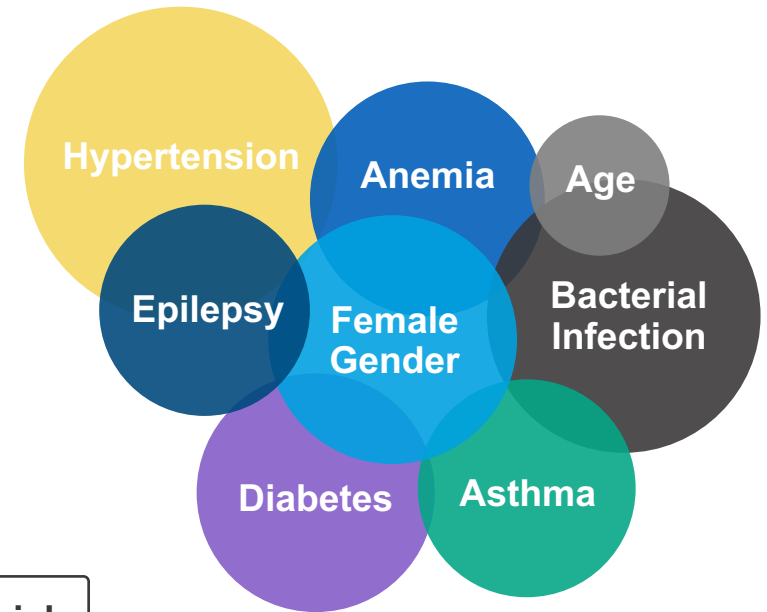 Hypertension
Anemia
Age
Epilepsy
Female
Gender
Bacterial
Infection
Diabetes
Asthma